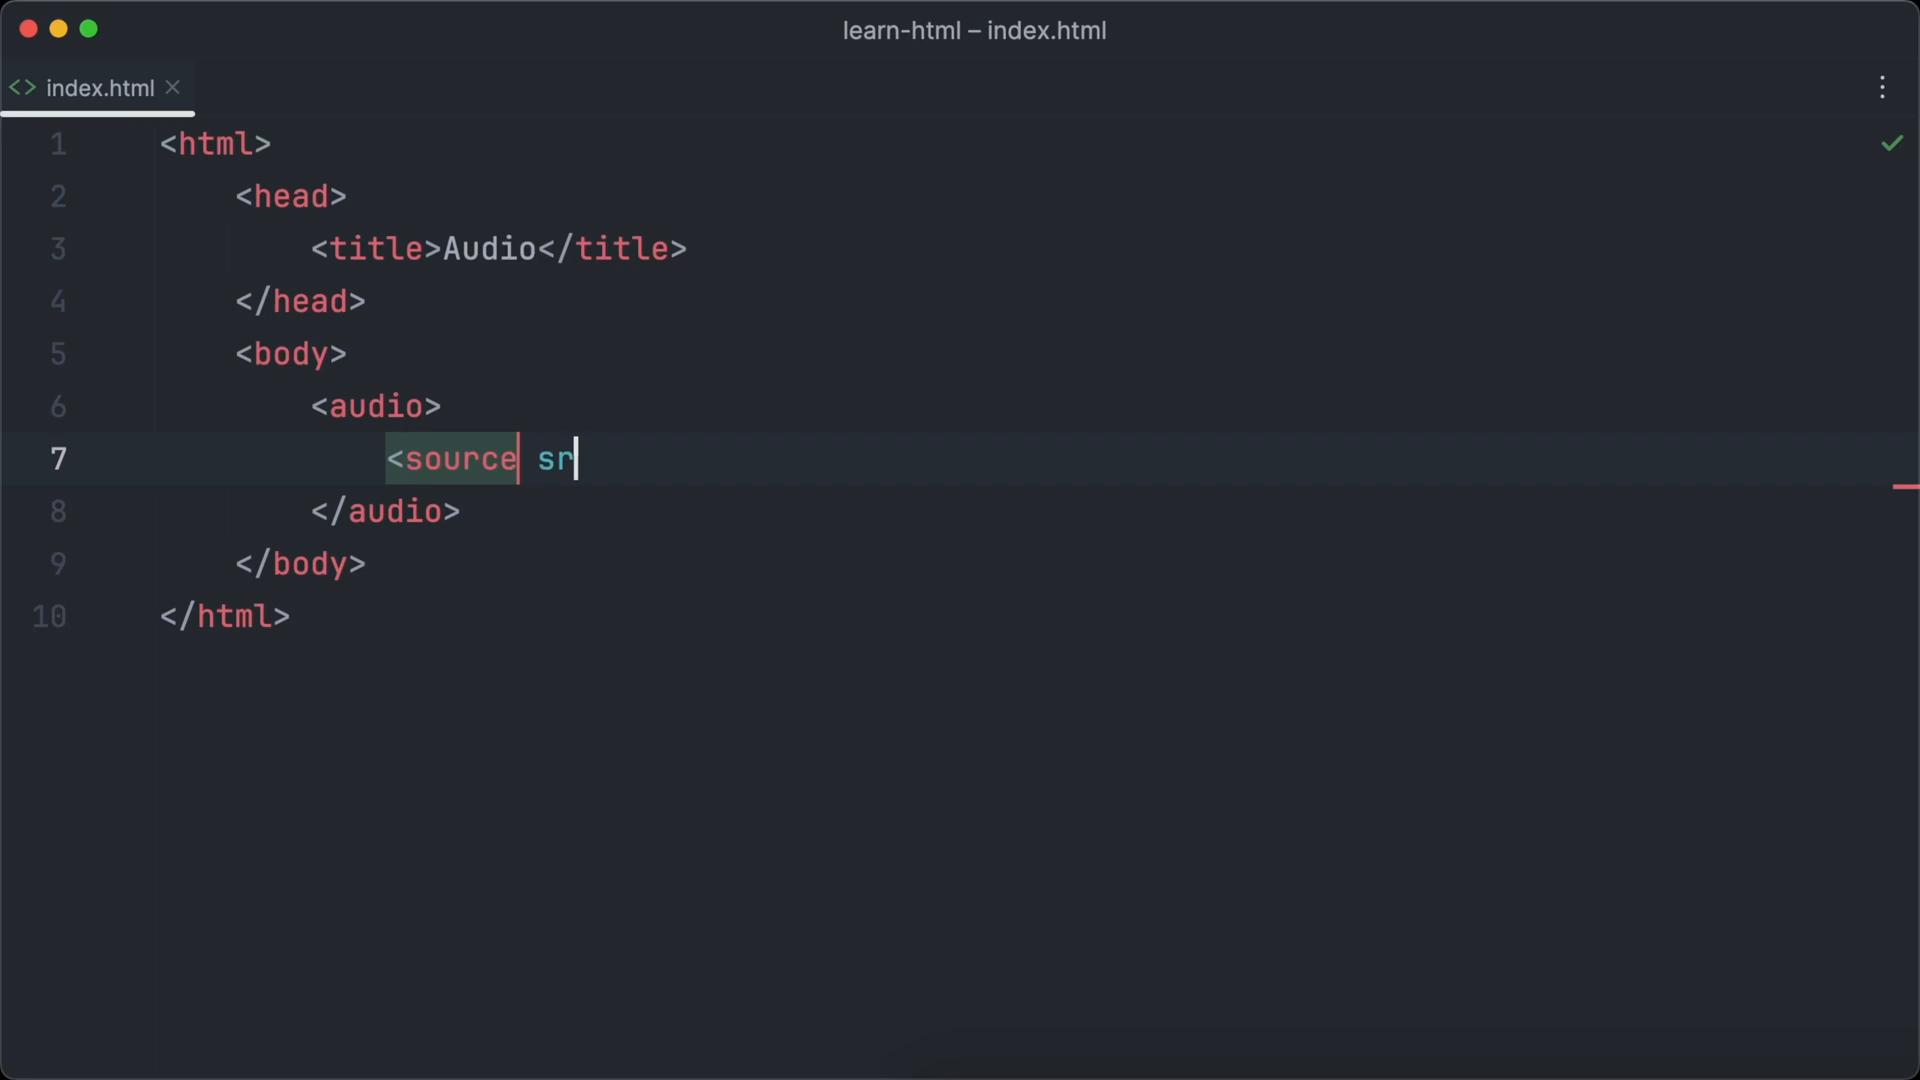 learn-html – index.html
<> index.html ×
1 <html>
2 <head>
3 <title>Audio</title>
4 </head>
5 <body>
6 <audio>
7 <source sr
8 </audio>
9 </body>
10 </html>